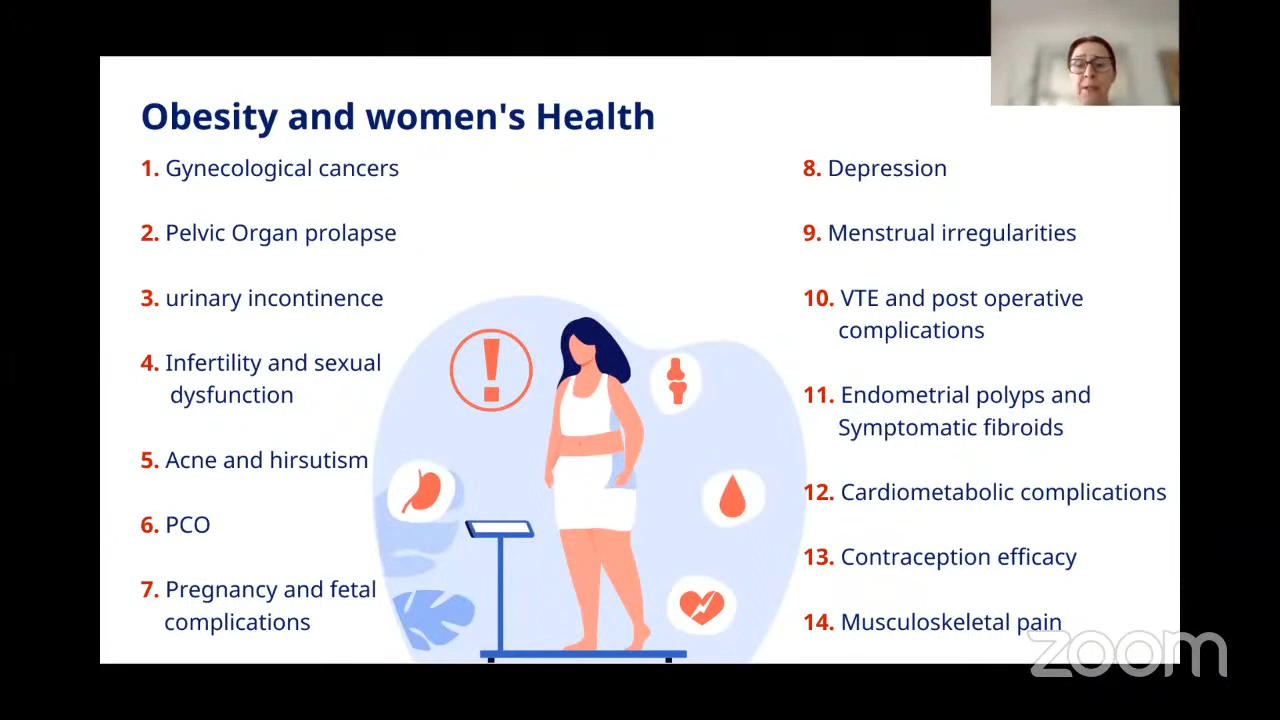 Obesity and women's Health
1. Gynecological cancers
2. Pelvic Organ prolapse
3. urinary incontinence
4. Infertility and sexual
dysfunction
5. Acne and hirsutism
6. PCO
7. Pregnancy and fetal
complications
8. Depression
9. Menstrual irregularities
10. VTE and post operative
complications
11. Endometrial polyps and
Symptomatic fibroids
12. Cardiometabolic complications
13. Contraception efficacy
14. Musculoskeletal pain
zoom